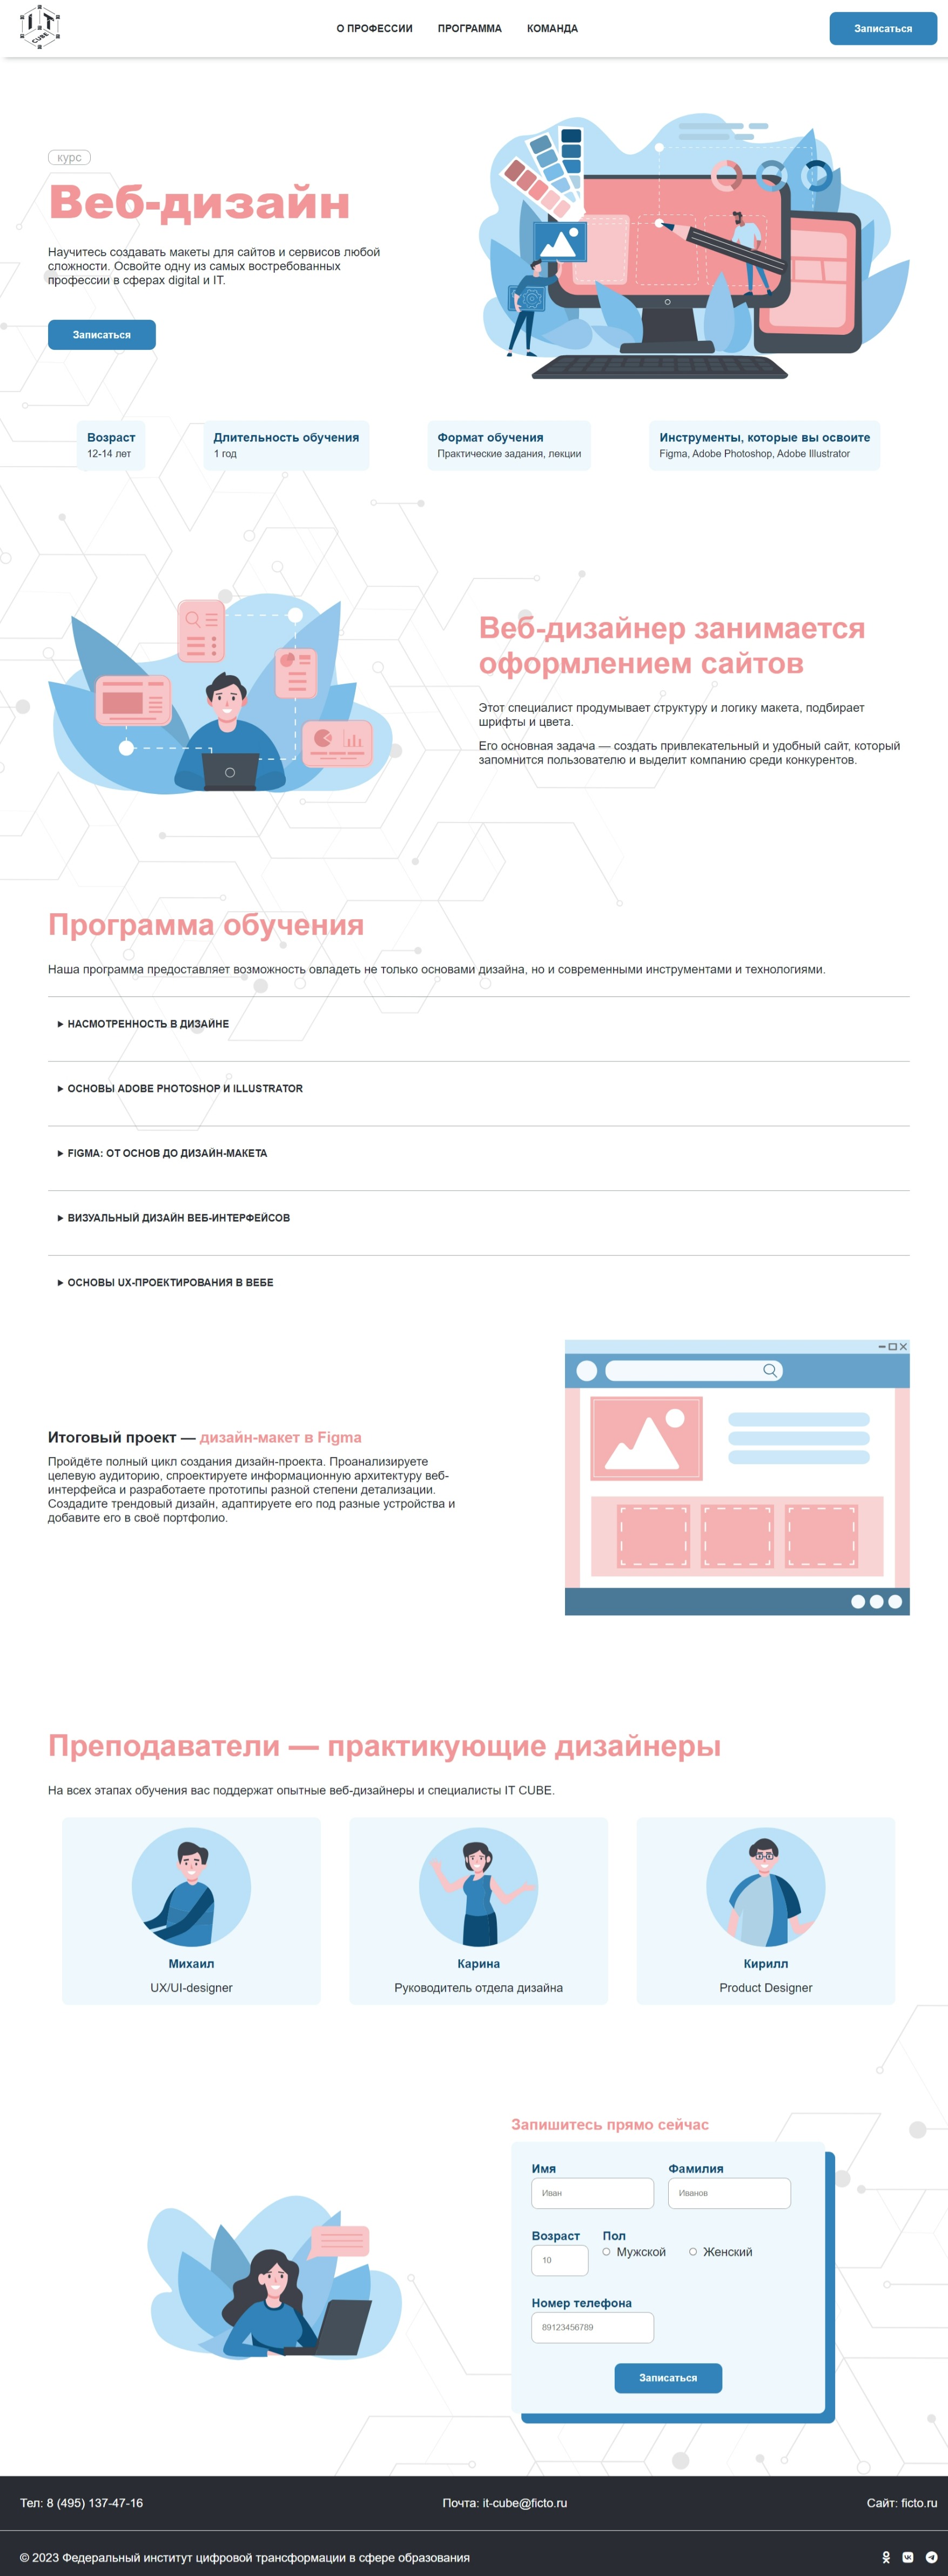 IT
CUBE
О ПРОФЕССИИ
ПРОГРАММА
КОМАНДА
Записаться
курс
Веб-дизайн
Научитесь создавать макеты для сайтов и сервисов любой
сложности. Освойте одну из самых востребованных
профессии в сферах digital и IT.
Записаться
Возраст
12-14 лет
Длительность обучения
1 год
Формат обучения
Практические задания, лекции
Инструменты, которые вы освоите
Figma, Adobe Photoshop, Adobe Illustrator
Веб-дизайнер занимается
оформлением сайтов
Этот специалист продумывает структуру и логику макета, подбирает
шрифты и цвета.
Его основная задача — создать привлекательный и удобный сайт, который
запомнится пользователю и выделит компанию среди конкурентов.
Программа обучения
Наша программа предоставляет возможность овладеть не только основами дизайна, но и современными инструментами и технологиями.
НАСМОТРЕННОСТЬ В ДИЗАЙНЕ
ОСНОВЫ ADOBE PHOTOSHOP И ILLUSTRATOR
FIGMA: ОТ ОСНОВ ДО ДИЗАЙН-МАКЕТА
ВИЗУАЛЬНЫЙ ДИЗАЙН ВЕБ-ИНТЕРФЕЙСОВ
ОСНОВЫ UX-ПРОЕКТИРОВАНИЯ В ВЕБЕ
Итоговый проект — дизайн-макет в Figma
Пройдёте полный цикл создания дизайн-проекта. Проанализируете
целевую аудиторию, спроектируете информационную архитектуру веб-
интерфейса и разработаете прототипы разной степени детализации.
Создадите трендовый дизайн, адаптируете его под разные устройства и
добавите его в своё портфолио.
Преподаватели — практикующие дизайнеры
На всех этапах обучения вас поддержат опытные веб-дизайнеры и специалисты IT CUBE.
Михаил
UX/UI-designer
Карина
Руководитель отдела дизайна
Кирилл
Product Designer
Запишитесь прямо сейчас
Имя
Иван
Фамилия
Иванов
Возраст
10
Пол
Мужской
Женский
Номер телефона
89123456789
Записаться
Тел: 8 (495) 137-47-16
Почта: it-cube@ficto.ru
Сайт: ficto.ru
© 2023 Федеральный институт цифровой трансформации в сфере образования